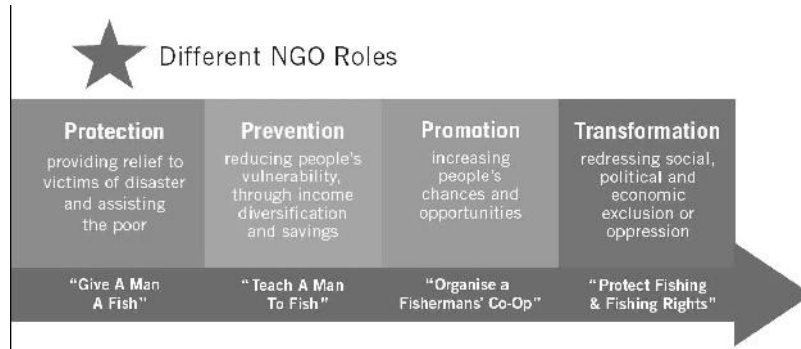 Different NGO Roles
Protection
providing relief to
victims of disaster
and assisting
the poor
Prevention
reducing people's
vulnerability,
through income
diversification
and savings
Promotion
increasing
people's
chances and
opportunities
Transformation
redressing social,
political and
economic
exclusion or
oppression
"Give A Man
A Fish"
"Teach A Man
To Fish"
"Organise a
Fishermans' Co-Op"
"Protect Fishing
& Fishing Rights"